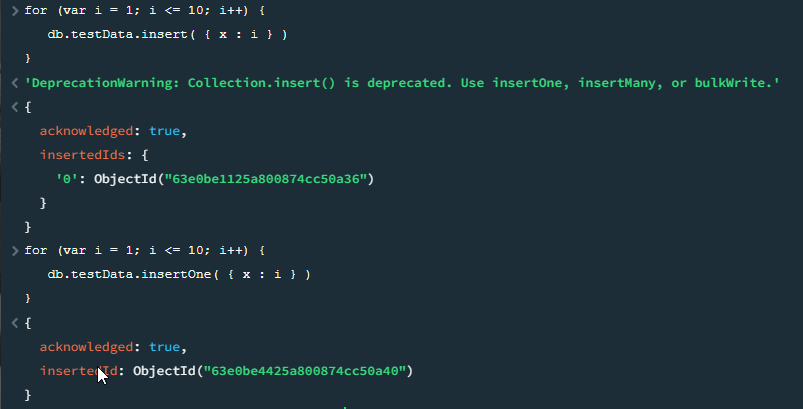 for (var i = 1; i <= 10; i++) {
db.testData.insert( { x : i } )
}
'DeprecationWarning: Collection.insert() is deprecated. Use insertOne, insertMany, or bulkWrite.'
{
acknowledged: true,
insertedIds: {
'0': ObjectId("63e0be1125a800874cc50a36")
}
}
for (var i = 1; i <= 10; i++) {
db.testData.insertOne( { x : i } )
}
{
acknowledged: true,
insertedId: ObjectId("63e0be4425a800874cc50a40")
}